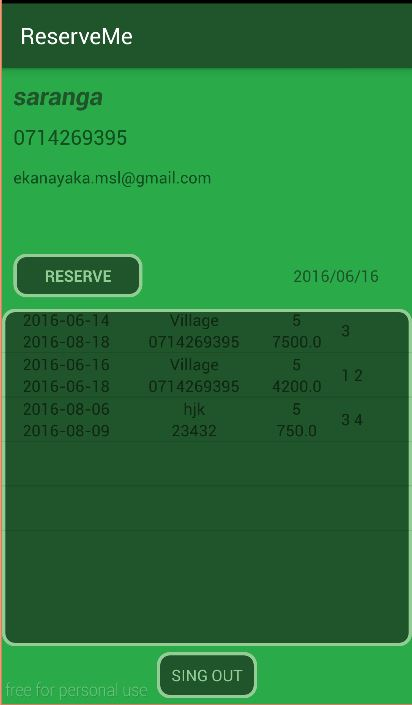 ReserveMe
saranga
0714269395
ekanayaka.msl@gmail.com
RESERVE 2016/06/16
2016-06-14 Village 5 3
2016-08-18 0714269395 7500.0
2016-06-16 Village 5 1 2
2016-06-18 0714269395 4200.0
2016-08-06 hjk 5 3 4
2016-08-09 23432 750.0
SING OUT
free for personal use